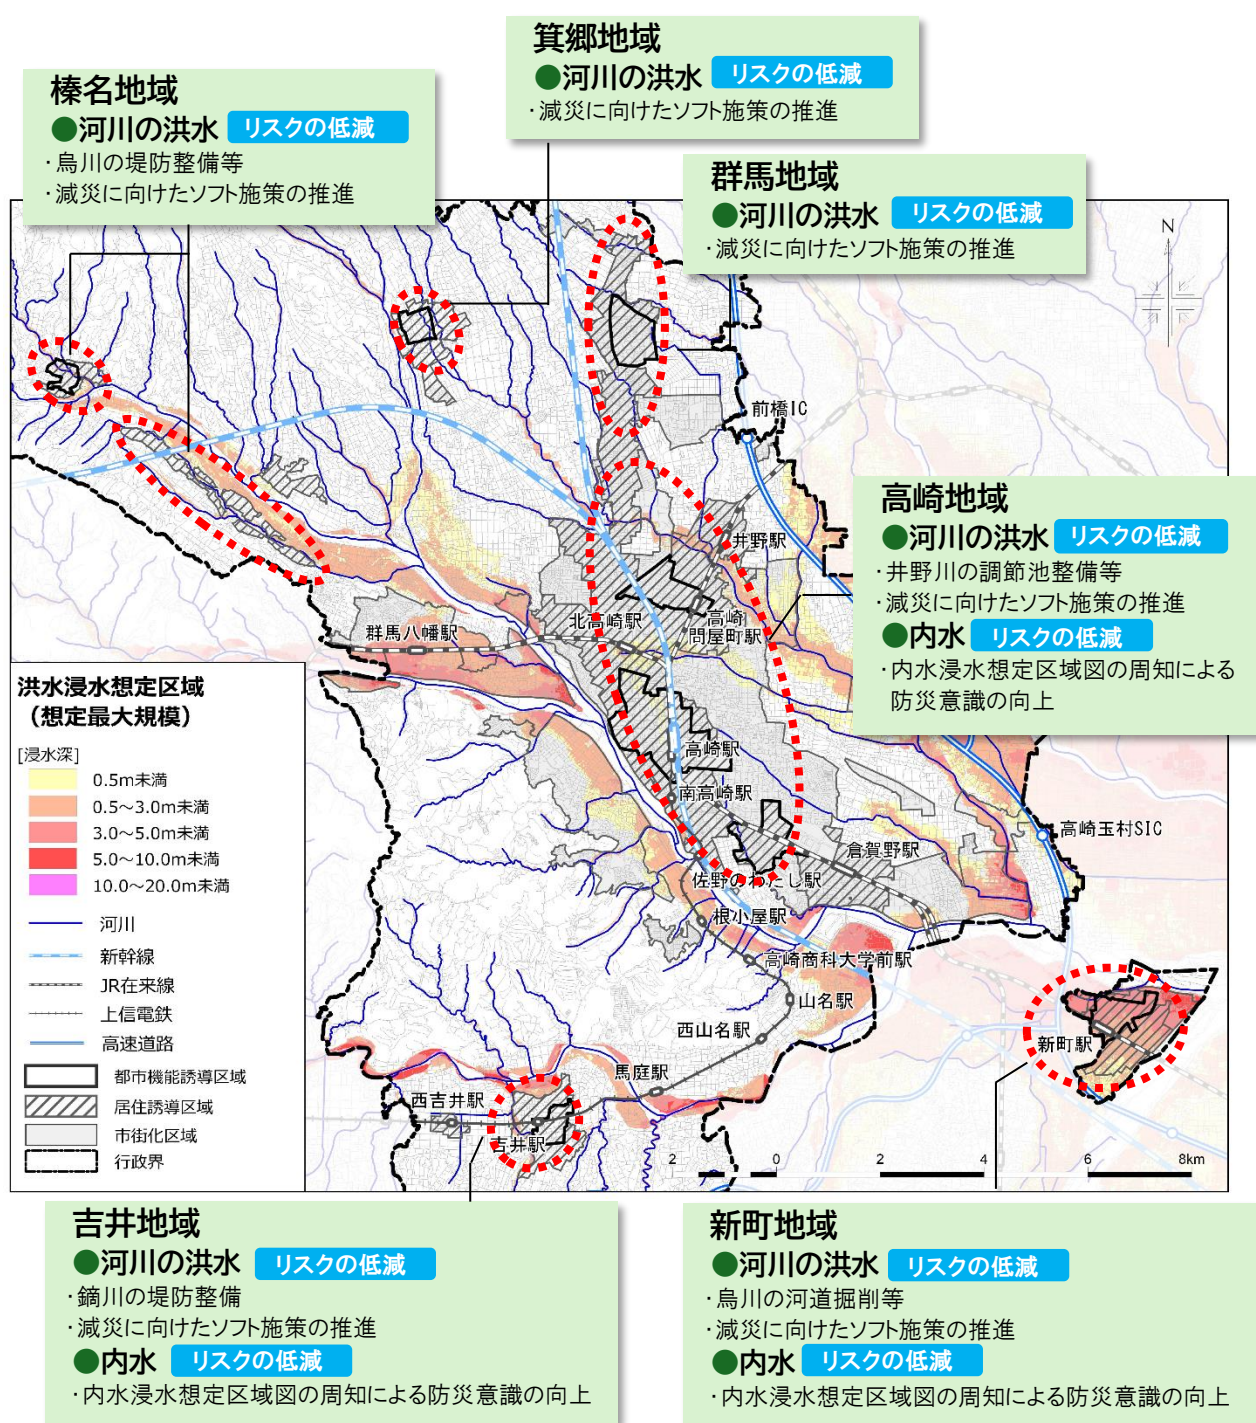 箕郷地域
●河川の洪水 リスクの低減
・減災に向けたソフト施策の推進
榛名地域
●河川の洪水 リスクの低減
・烏川の堤防整備等
・減災に向けたソフト施策の推進
群馬地域
●河川の洪水 リスクの低減
・減災に向けたソフト施策の推進
N
前橋IC
高崎地域
●河川の洪水 リスクの低減
・井野川の調節池整備等
・減災に向けたソフト施策の推進
●内水 リスクの低減
・内水浸水想定区域図の周知による
防災意識の向上
井野駅
北高崎駅
高崎
問屋町駅
群馬八幡駅
高崎駅
南高崎駅
高崎玉村SIC
倉賀野駅
佐野のわたし駅
根小屋駅
高崎商科大学前駅
山名駅
西山名駅
新町駅
馬庭駅
西吉井駅
吉井駅
洪水浸水想定区域
（想定最大規模）
[浸水深]
0.5m未満
0.5～3.0m未満
3.0～5.0m未満
5.0～10.0m未満
10.0～20.0m未満
河川
新幹線
JR在来線
上信電鉄
高速道路
都市機能誘導区域
居住誘導区域
市街化区域
行政界
2 0 2 4 6 8km
吉井地域
●河川の洪水 リスクの低減
・鏑川の堤防整備
・減災に向けたソフト施策の推進
●内水 リスクの低減
・内水浸水想定区域図の周知による防災意識の向上
新町地域
●河川の洪水 リスクの低減
・烏川の河道掘削等
・減災に向けたソフト施策の推進
●内水 リスクの低減
・内水浸水想定区域図の周知による防災意識の向上